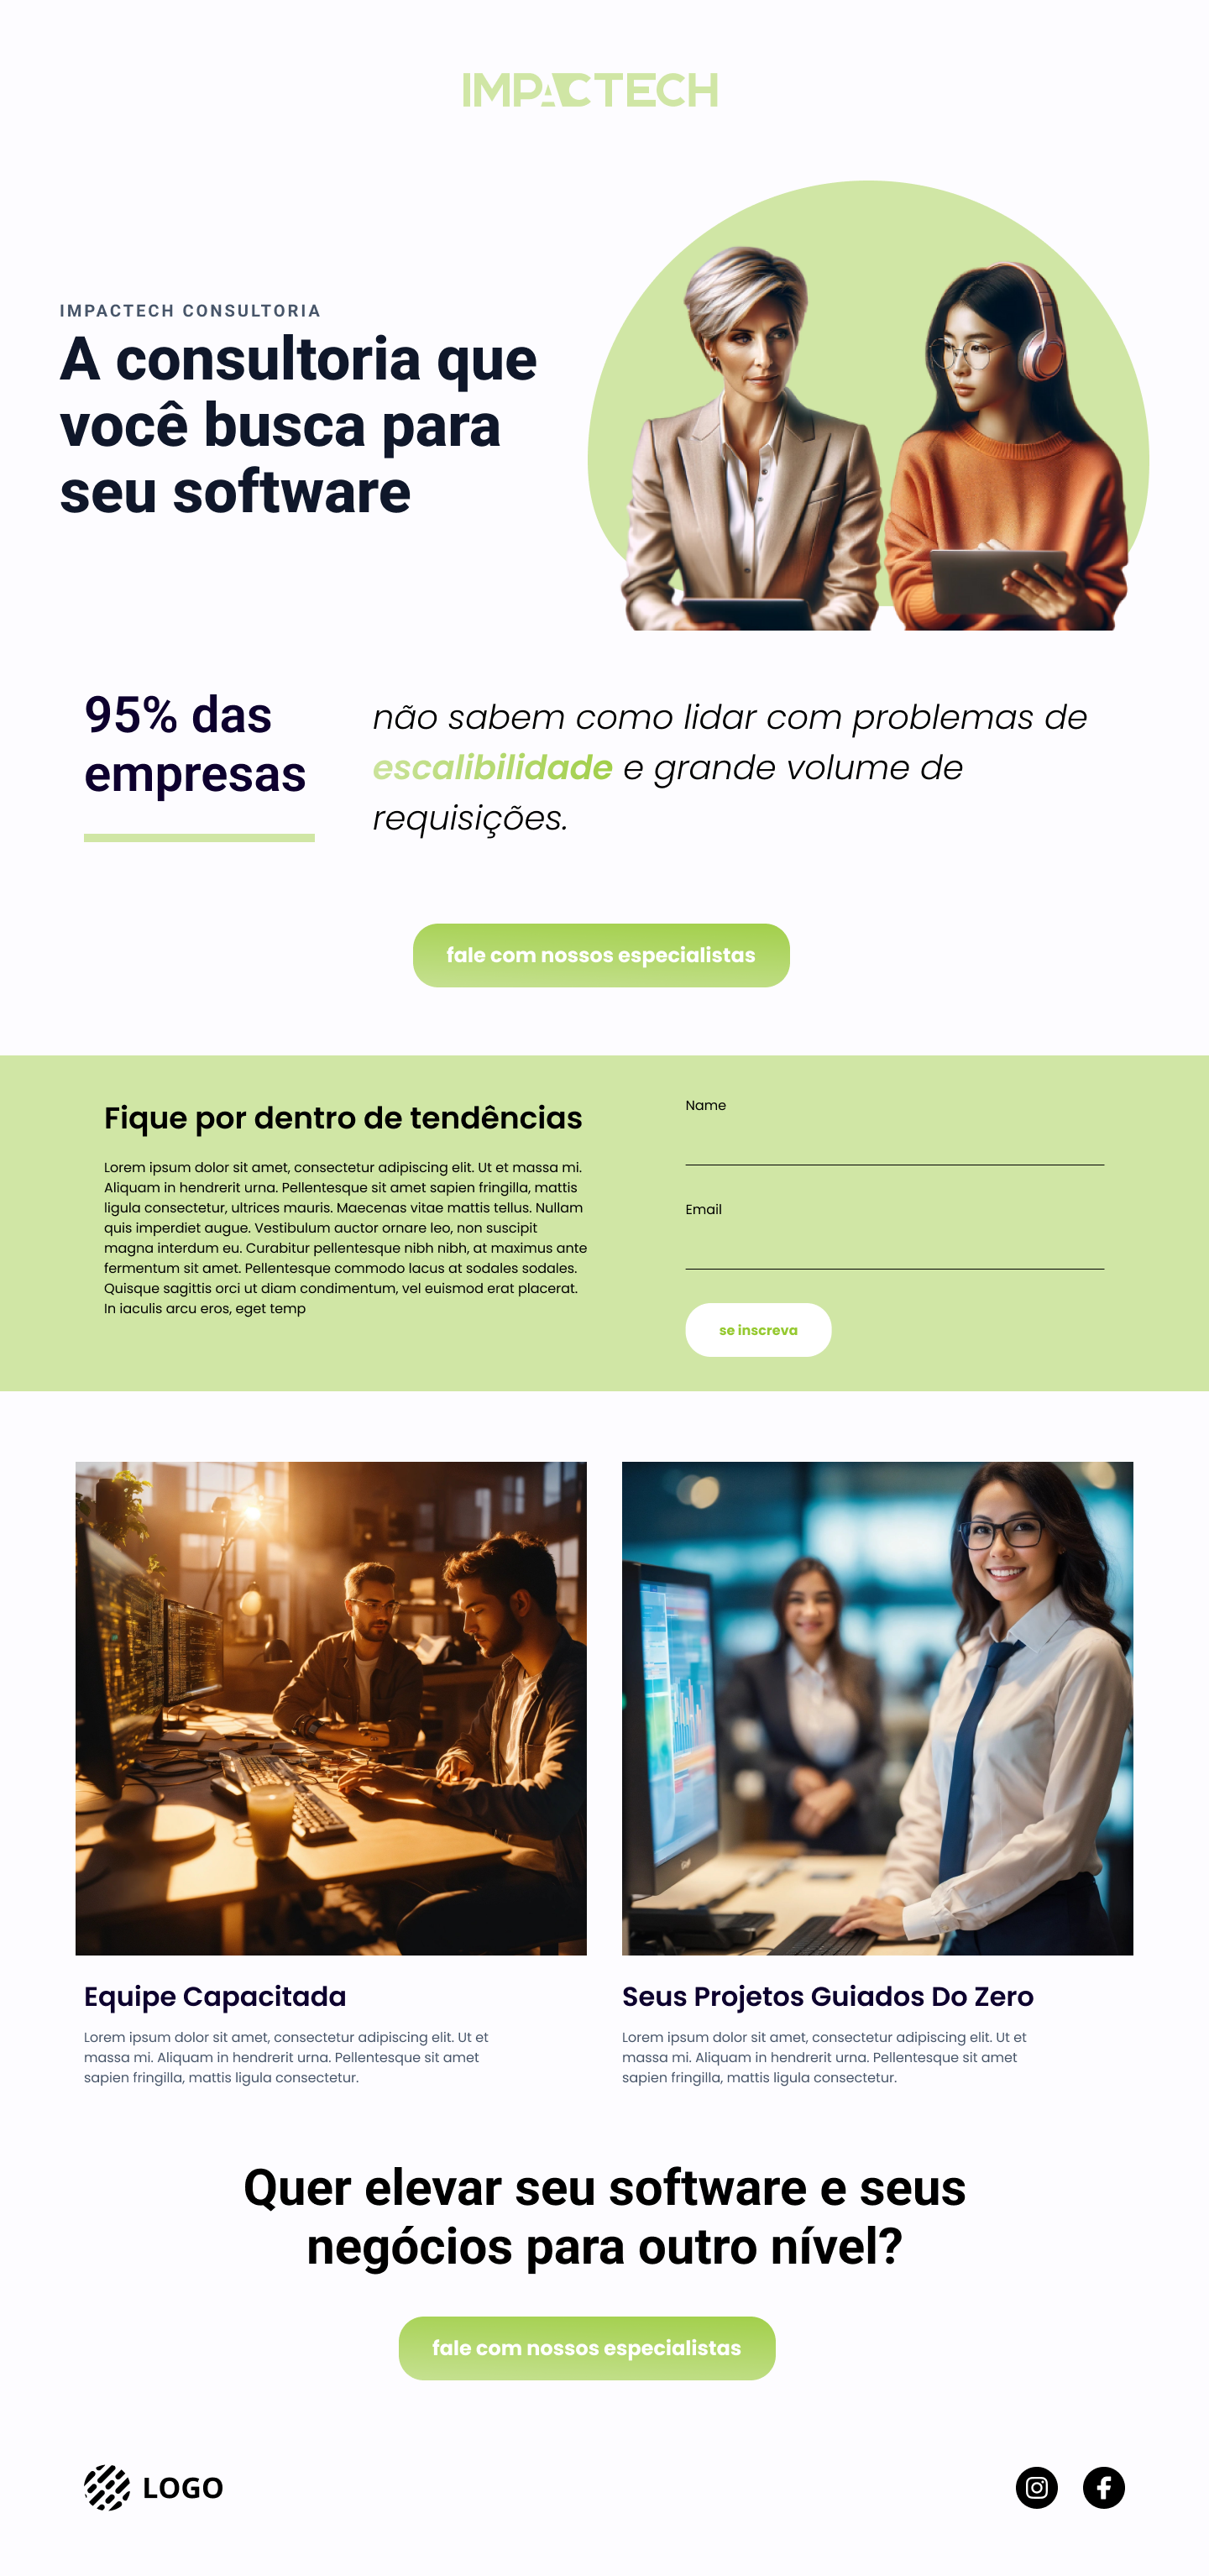 IMPACTECH
IMPACTECH CONSULTORIA
A consultoria que
você busca para
seu software
95% das
empresas
não sabem como lidar com problemas de
escalibilidade e grande volume de
requisições.
fale com nossos especialistas
Fique por dentro de tendências
Lorem ipsum dolor sit amet, consectetur adipiscing elit. Ut et massa mi.
Aliquam in hendrerit urna. Pellentesque sit amet sapien fringilla, mattis
ligula consectetur, ultrices mauris. Maecenas vitae mattis tellus. Nullam
quis imperdiet augue. Vestibulum auctor ornare leo, non suscipit
magna interdum eu. Curabitur pellentesque nibh nibh, at maximus ante
fermentum sit amet. Pellentesque commodo lacus at sodales sodales.
Quisque sagittis orci ut diam condimentum, vel euismod erat placerat.
In iaculis arcu eros, eget temp
Name
Email
se inscreva
Equipe Capacitada
Lorem ipsum dolor sit amet, consectetur adipiscing elit. Ut et
massa mi. Aliquam in hendrerit urna. Pellentesque sit amet
sapien fringilla, mattis ligula consectetur.
Seus Projetos Guiados Do Zero
Lorem ipsum dolor sit amet, consectetur adipiscing elit. Ut et
massa mi. Aliquam in hendrerit urna. Pellentesque sit amet
sapien fringilla, mattis ligula consectetur.
Quer elevar seu software e seus
negócios para outro nível?
fale com nossos especialistas
LOGO